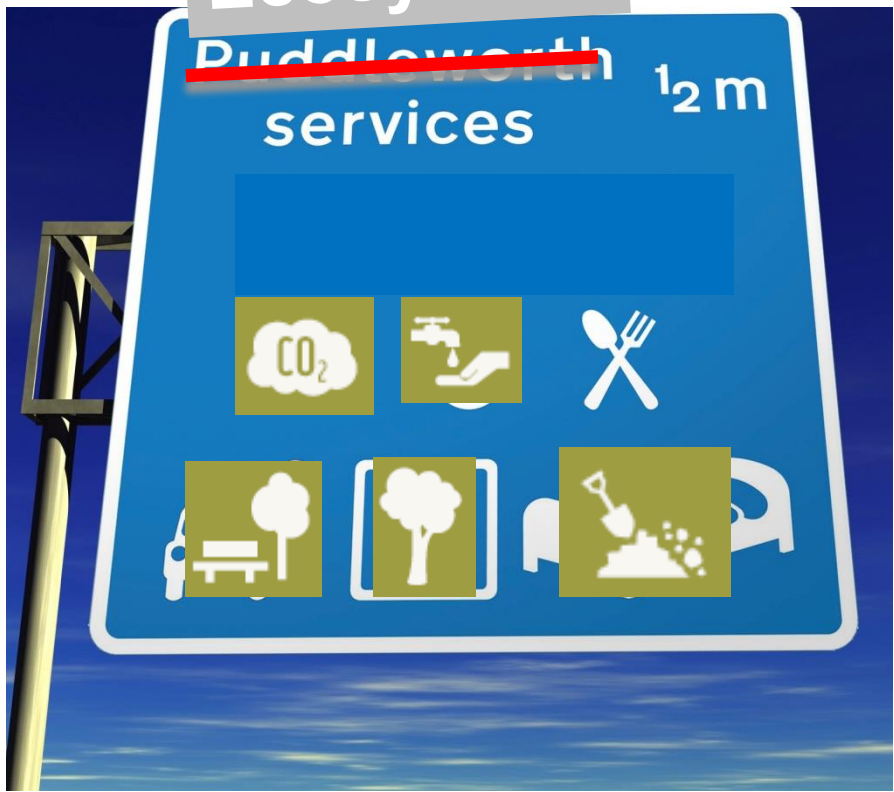 Puddleworth
½ m
services
CO₂